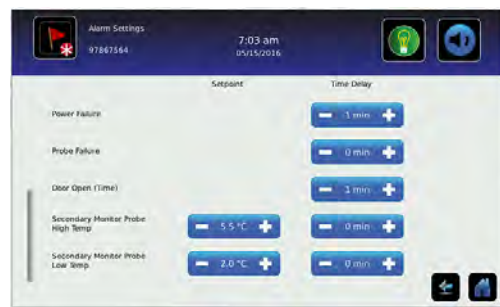 Alarm Settings
97867564
7:03 am
05/15/2016
Setpoint
Time Delay
Power Failure
1 min
Probe Failure
0 min
Door Open (Time)
1 min
Secondary Monitor Probe
High Temp
5.5 °C
0 min
Secondary Monitor Probe
Low Temp
2.0 °C
0 min